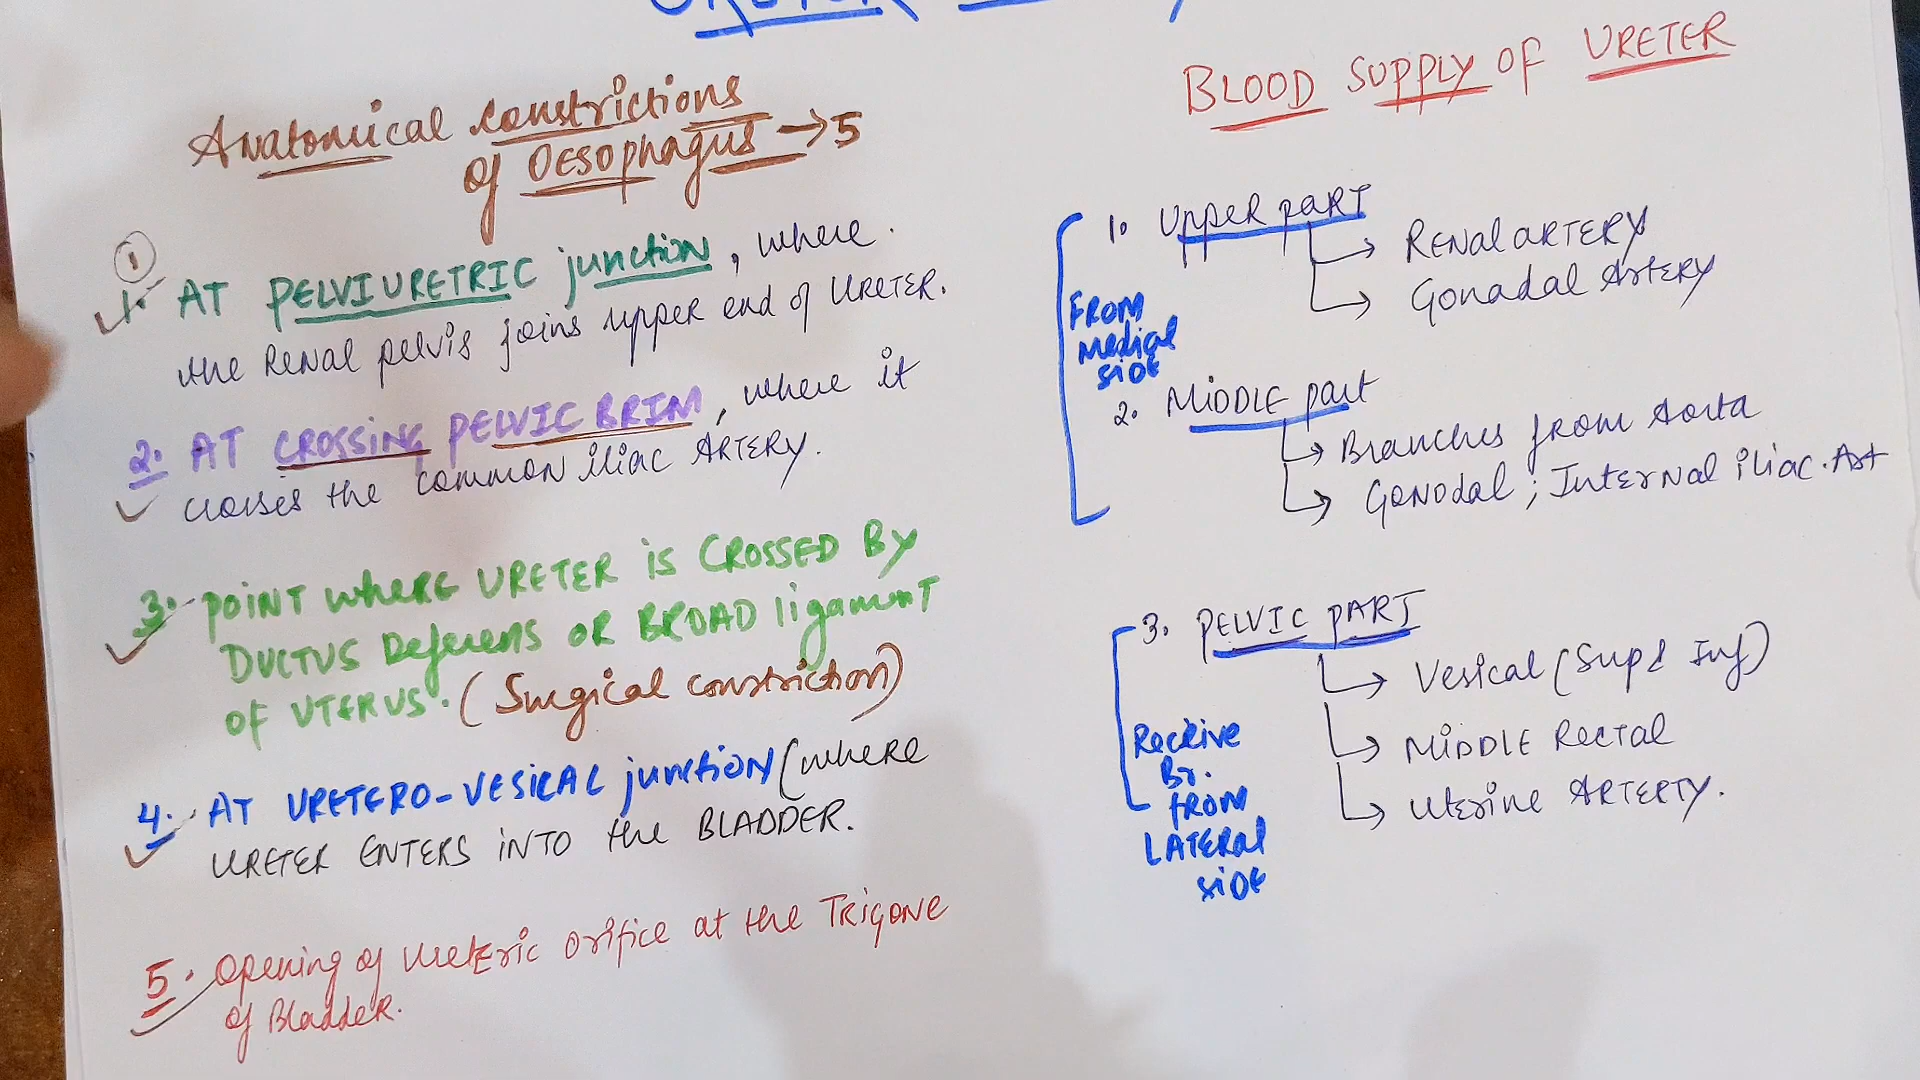 Anatomical constrictions
of Oesophagus → 5
①
1. AT PELVIURETRIC junction, where
the Renal pelvis joins upper end of URETER.
2. AT CROSSING PELVIC BRIM, where it
crosses the common iliac ARTERY.
3. POINT where URETER is CROSSED By
DUCTUS Deferens OR BROAD ligament
of UTERUS. (Surgical constriction)
4. AT URETERO-VESICAL junction (where
URETER ENTERS iNTO the BLADDER.
5. Opening of Ureteric Orifice at the TRIGONE
of Bladder.
BLOOD SUPPLY OF URETER
1. Upper paRT
→ RENal aRTERY
→ Gonadal ArtERY
FROM
Medical
SIDE
2. MIDDLE part
→ Branches from Aorta
→ GONOdal ; InterNal iliac. Art
3. PELVIC PART
→ Vesical (Sup & Inf)
→ MIDDLE Rectal
→ Uterine ARTERTY.
Receive
Br.
FROM
LATERal
SiDE